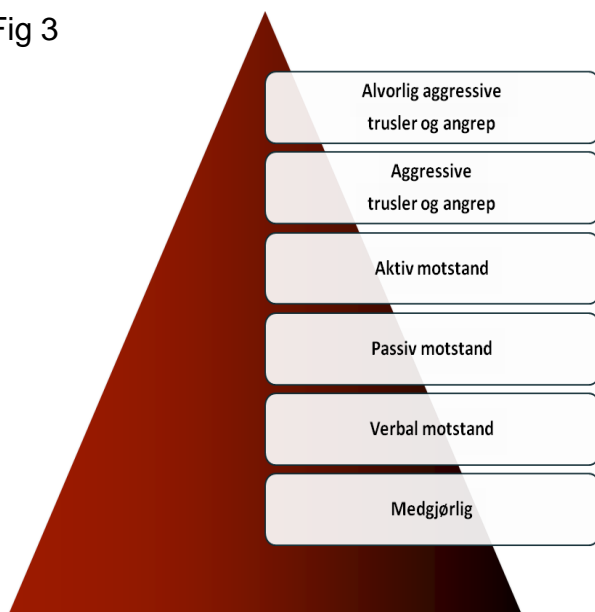 Fig 3
Alvorlig aggressive
trusler og angrep
Aggressive
trusler og angrep
Aktiv motstand
Passiv motstand
Verbal motstand
Medgjørlig